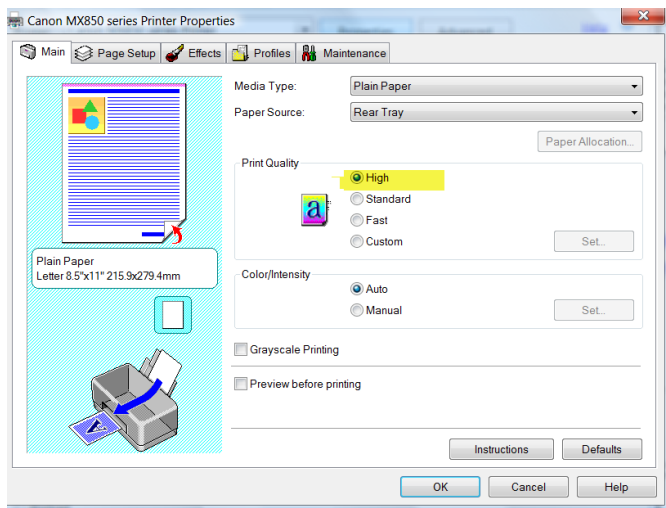 Canon MX850 series Printer Properties
Main Page Setup Effects Profiles Maintenance
Media Type: Plain Paper
Paper Source: Rear Tray
Paper Allocation...
Print Quality
High
a
Standard
Fast
Custom Set...
Plain Paper
Letter 8.5"x11" 215.9x279.4mm
Color/Intensity
Auto
Manual Set...
Grayscale Printing
Preview before printing
Instructions Defaults
OK Cancel Help